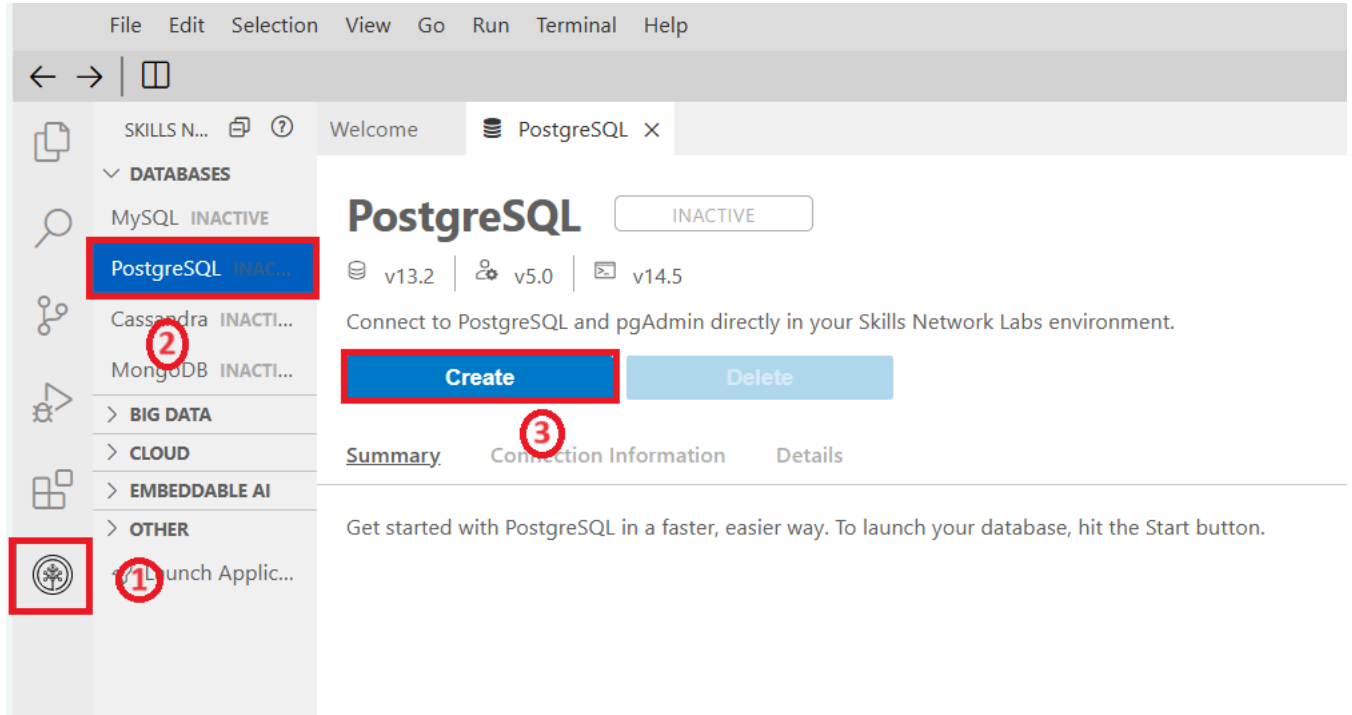 File Edit Selection View Go Run Terminal Help
SKILLS N...
Welcome
PostgreSQL
DATABASES
MySQL INACTIVE
PostgreSQL INAC...
Cassandra INACTI...
2
MongoDB INACTI...
BIG DATA
CLOUD
EMBEDDABLE AI
OTHER
Launch Applic...
1
PostgreSQL INACTIVE
v13.2 v5.0 v14.5
Connect to PostgreSQL and pgAdmin directly in your Skills Network Labs environment.
Create Delete
3
Summary Connection Information Details
Get started with PostgreSQL in a faster, easier way. To launch your database, hit the Start button.